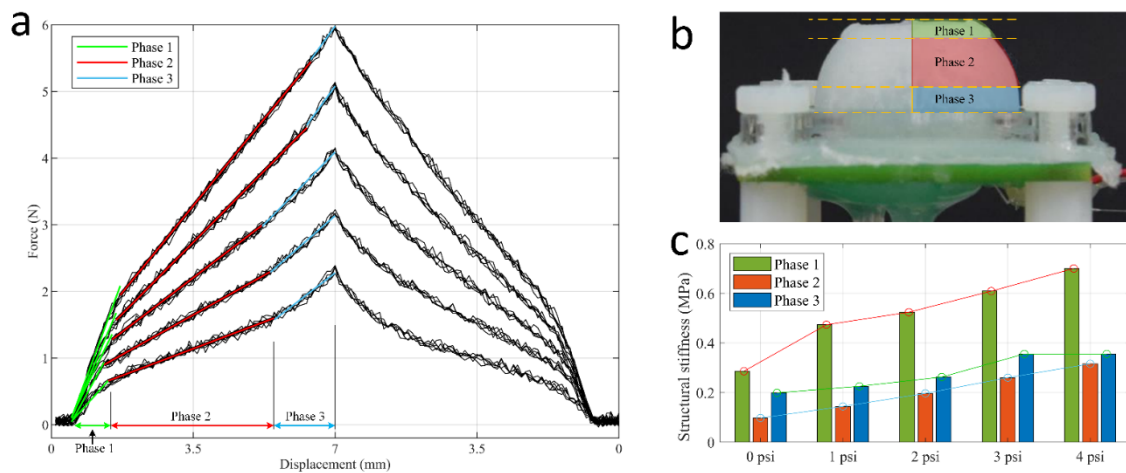 a
Phase 1
Phase 2
Phase 3
6
5
4
3
2
1
0
Force (N)
Phase 1
Phase 2
Phase 3
0
3.5
7
3.5
0
Displacement (mm)
b
Phase 1
Phase 2
Phase 3
c
Phase 1
Phase 2
Phase 3
0.8
0.6
0.4
0.2
0
Structural stiffness (MPa)
0 psi
1 psi
2 psi
3 psi
4 psi